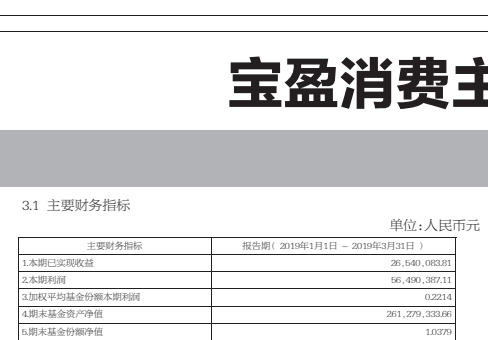 宝盈消费主
3.1 主要财务指标
单位:人民币元
主要财务指标 报告期( 2019年1月1日 - 2019年3月31日 )
1.本期已实现收益 26,540,083.81
2.本期利润 56,490,387.11
3.加权平均基金份额本期利润 0.2214
4.期末基金资产净值 261,279,333.66
5.期末基金份额净值 1.0379